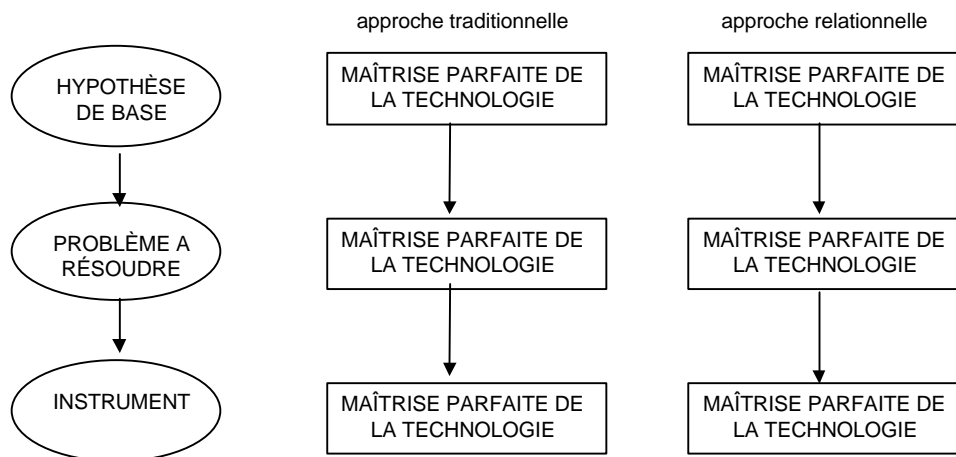 approche traditionnelle
approche relationnelle
HYPOTHÈSE
DE BASE
MAÎTRISE PARFAITE DE
LA TECHNOLOGIE
MAÎTRISE PARFAITE DE
LA TECHNOLOGIE
PROBLÈME A
RÉSOUDRE
MAÎTRISE PARFAITE DE
LA TECHNOLOGIE
MAÎTRISE PARFAITE DE
LA TECHNOLOGIE
INSTRUMENT
MAÎTRISE PARFAITE DE
LA TECHNOLOGIE
MAÎTRISE PARFAITE DE
LA TECHNOLOGIE